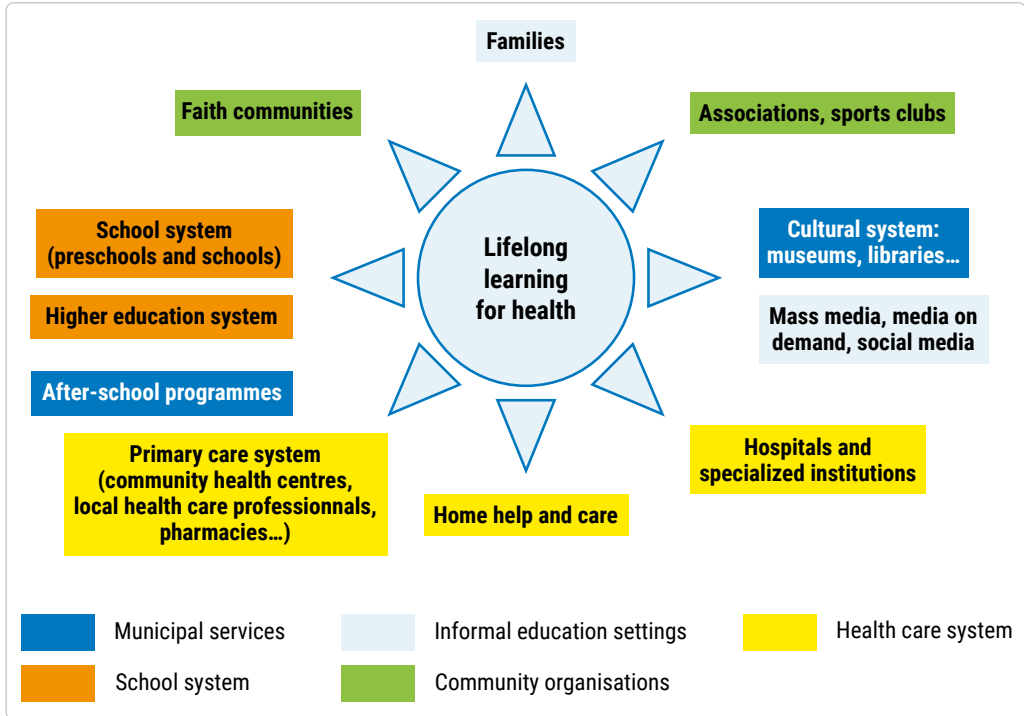 Families
Faith communities
Associations, sports clubs
School system
(preschools and schools)
Lifelong
learning
for health
Cultural system:
museums, libraries…
Higher education system
Mass media, media on
demand, social media
After-school programmes
Primary care system
(community health centres,
local health care professionnals,
pharmacies…)
Home help and care
Hospitals and
specialized institutions
Municipal services
Informal education settings
Health care system
School system
Community organisations